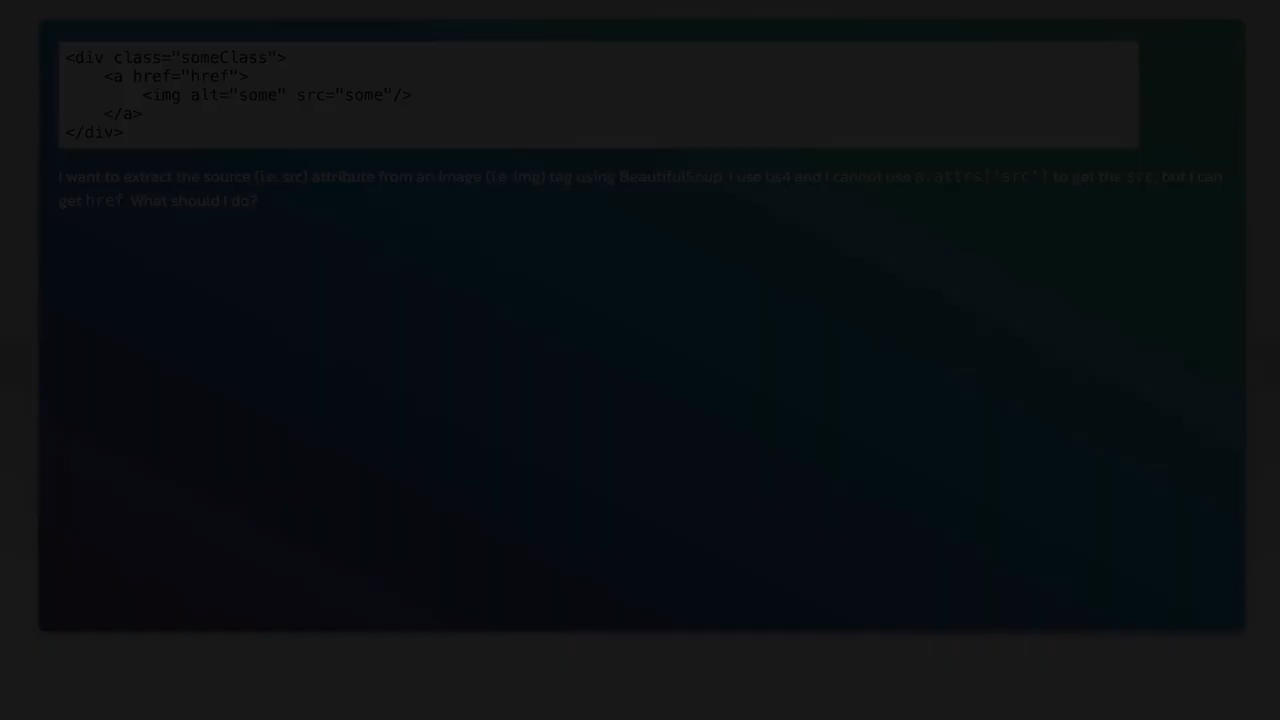 <div class="someClass">
    <a href="href">
        <img alt="some" src="some"/>
    </a>
</div>
I want to extract the source (i.e. src) attribute from an image (i.e. img) tag using BeautifulSoup. I use bs4 and I cannot use a.attrs['src'] to get the src, but I can
get href. What should I do?